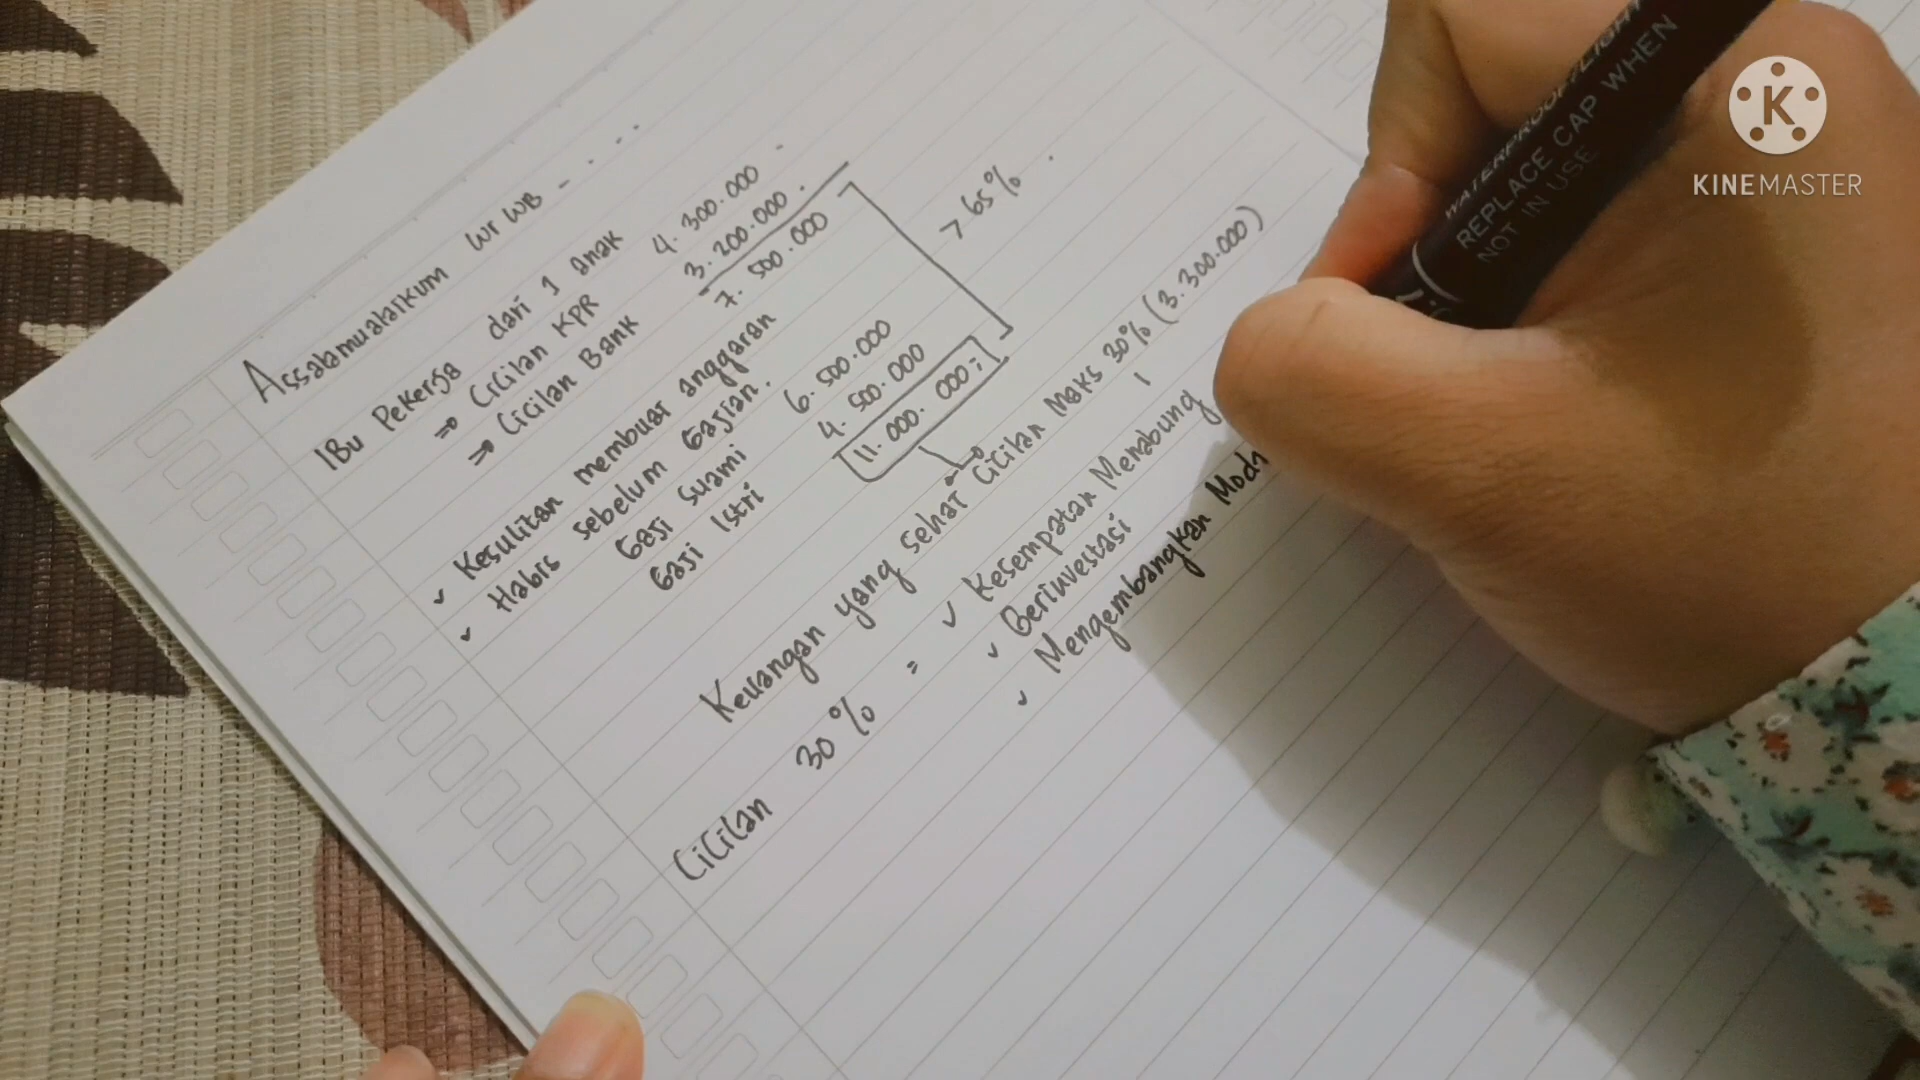 Assalamualaikum Wr WB - - - -
IBu Pekerja dari 1 anak
⇒ Cicilan KPR 4.300.000 -
⇒ Cicilan Bank 3.200.000.
7.500.000
> 65%.
✓ Kesulitan membuat anggaran
✓ Habis sebelum Gajian.
Gaji Suami 6.500.000
Gaji Istri 4.500.000
11.000.000;
Keuangan yang sehat Cicilan Maks 30% (3.300.000)
Cicilan 30% = ✓ Kesempatan Menabung
✓ Berinvestasi
✓ Mengembangkan Moda
WATERPROOF/LIGHT
REPLACE CAP WHEN
NOT IN USE
K
KINEMASTER